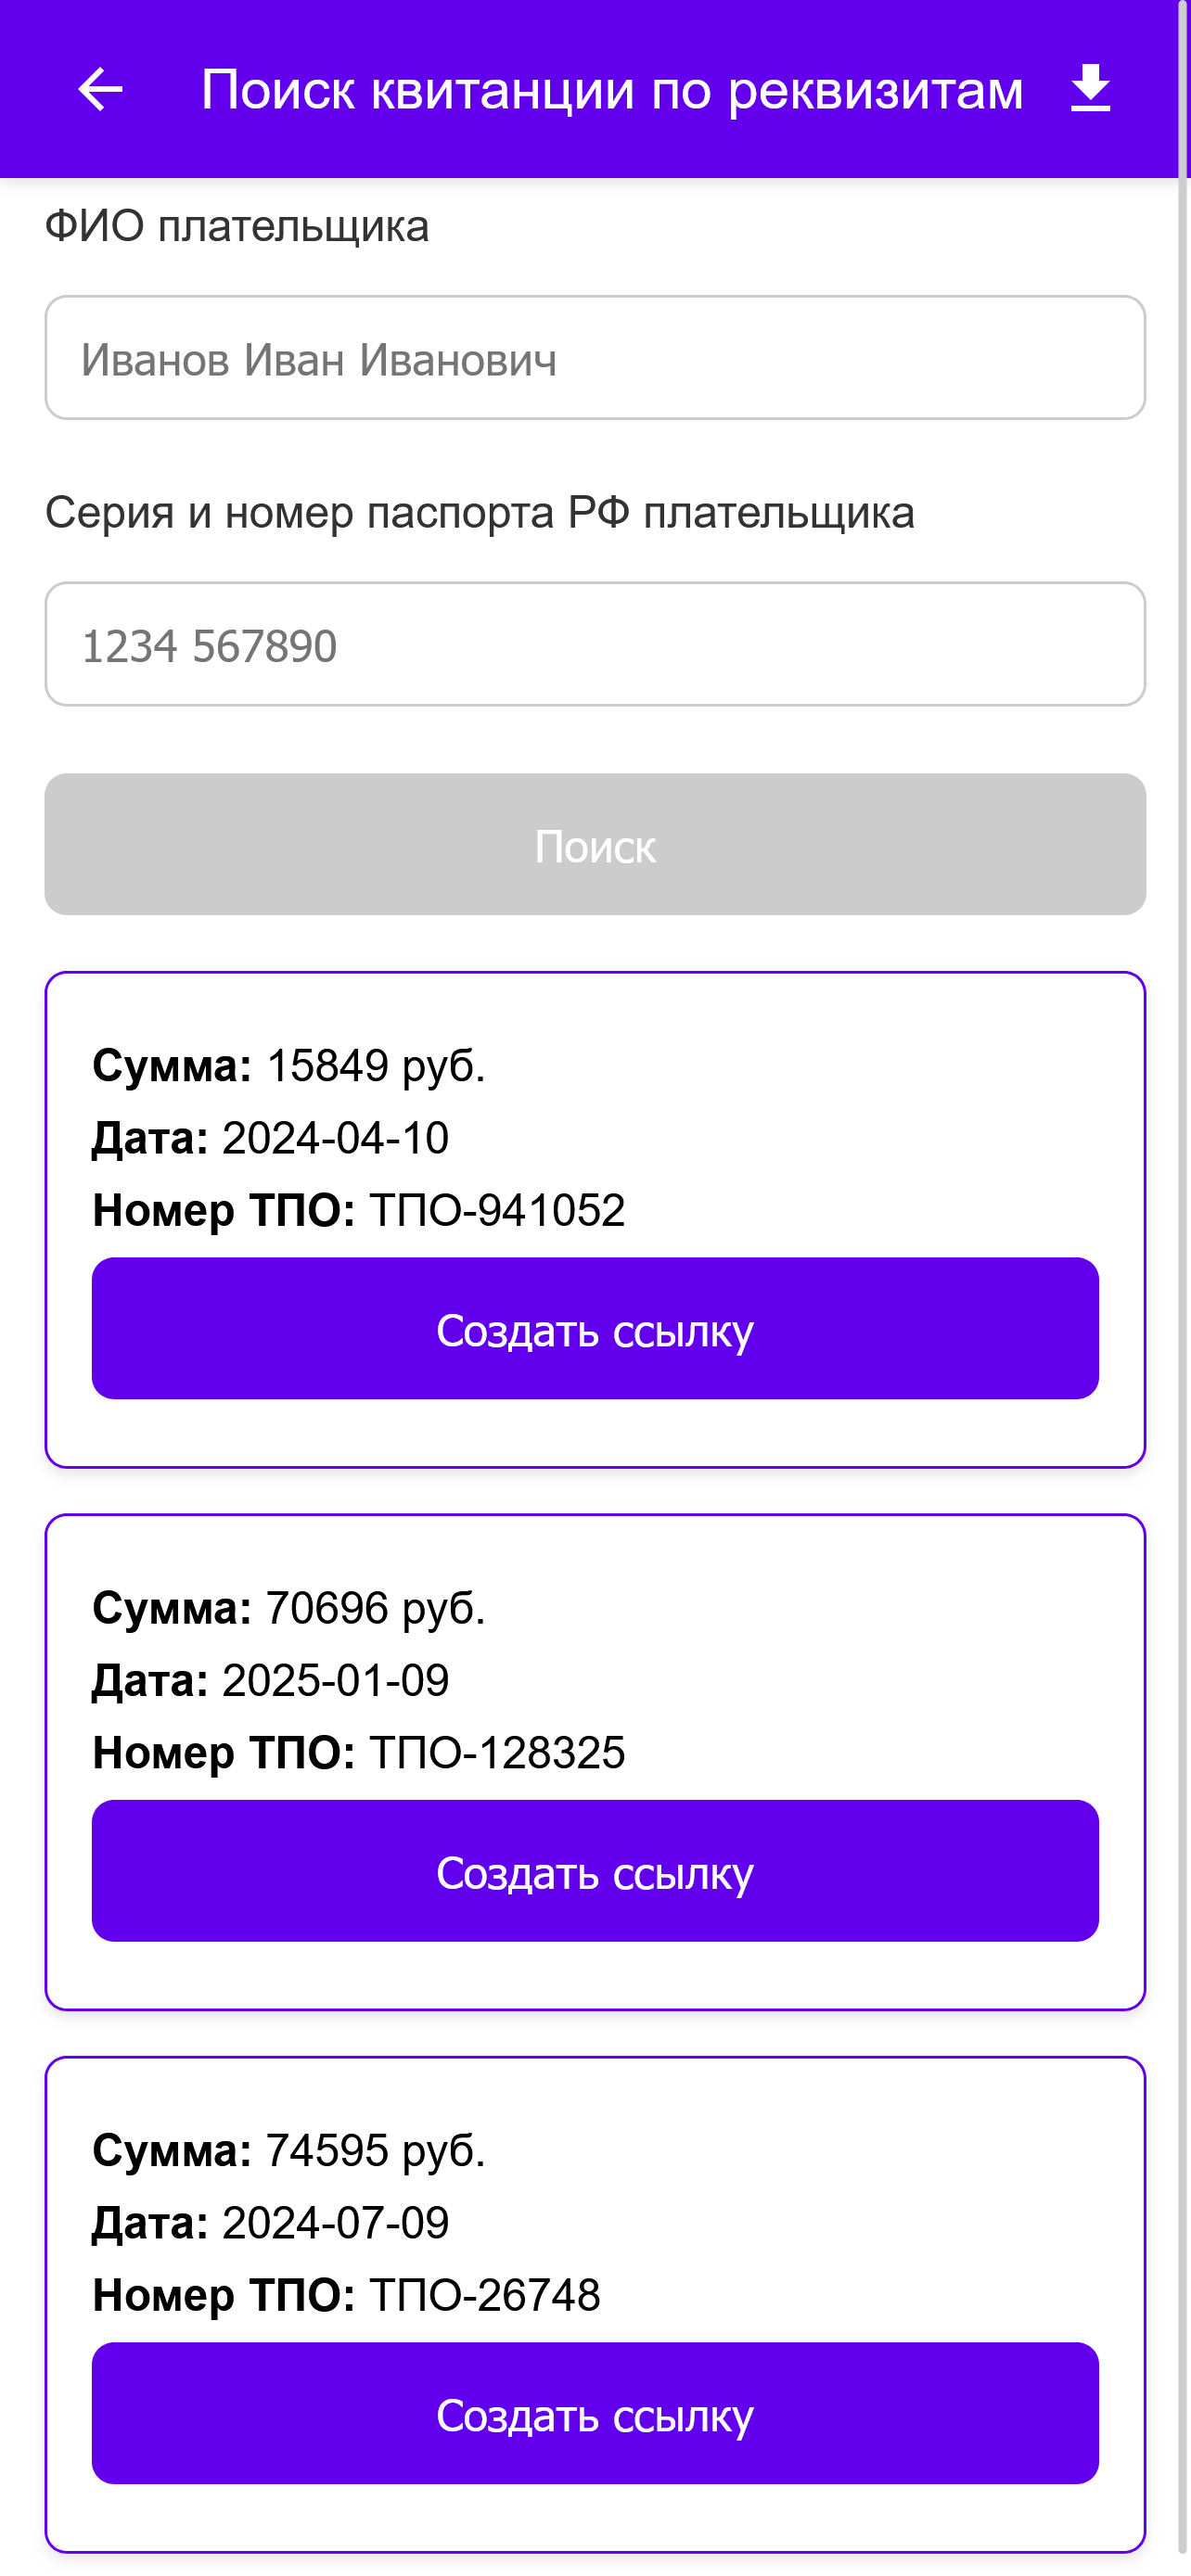 Поиск квитанции по реквизитам
ФИО плательщика
Иванов Иван Иванович
Серия и номер паспорта РФ плательщика
1234 567890
Поиск
Сумма: 15849 руб.
Дата: 2024-04-10
Номер ТПО: ТПО-941052
Создать ссылку
Сумма: 70696 руб.
Дата: 2025-01-09
Номер ТПО: ТПО-128325
Создать ссылку
Сумма: 74595 руб.
Дата: 2024-07-09
Номер ТПО: ТПО-26748
Создать ссылку